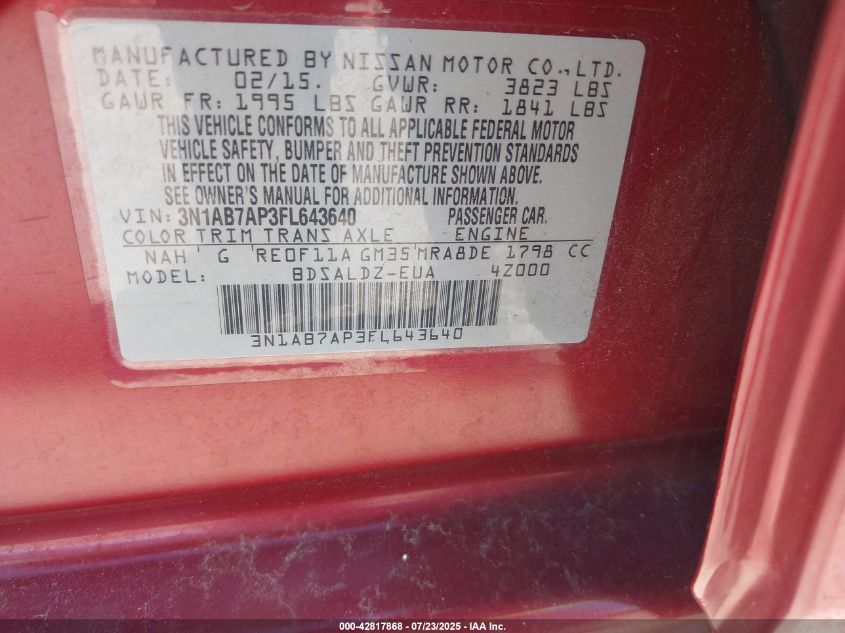 MANUFACTURED BY NISSAN MOTOR CO.,LTD.
DATE: 02/15. GVWR: 3823 LBS
GAWR FR: 1995 LBS GAWR RR: 1841 LBS
THIS VEHICLE CONFORMS TO ALL APPLICABLE FEDERAL MOTOR
VEHICLE SAFETY, BUMPER AND THEFT PREVENTION STANDARDS
IN EFFECT ON THE DATE OF MANUFACTURE SHOWN ABOVE.
SEE OWNER'S MANUAL FOR ADDITIONAL INFORMATION.
VIN: 3N1AB7AP3FL643640 PASSENGER CAR.
COLOR TRIM TRANS AXLE ENGINE
NAH G RE0F11A GM35 MRA8DE 1798 CC
MODEL: BDSALDZ-EUA 4Z000
3N1AB7AP3FL643640
000-42817868 - 07/23/2025 - IAA Inc.